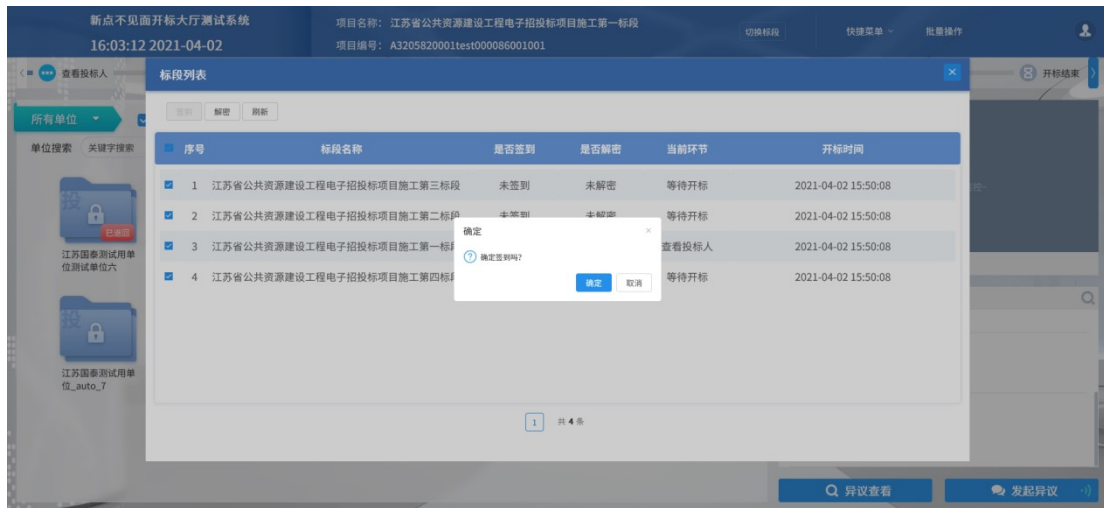 新点不见面开标大厅测试系统
16:03:12 2021-04-02
项目名称： 江苏省公共资源建设工程电子招投标项目施工第一标段
项目编号： A3205820001test000086001001
切换标段
快捷菜单
批量操作
查看投标人
开标结束
标段列表
签到 解密 刷新
所有单位
单位搜索 关键字搜索
序号 标段名称 是否签到 是否解密 当前环节 开标时间
1 江苏省公共资源建设工程电子招投标项目施工第三标段 未签到 未解密 等待开标 2021-04-02 15:50:08
2 江苏省公共资源建设工程电子招投标项目施工第二标段 未签到 未解密 等待开标 2021-04-02 15:50:08
3 江苏省公共资源建设工程电子招投标项目施工第一标 查看投标人 2021-04-02 15:50:08
4 江苏省公共资源建设工程电子招投标项目施工第四标段 等待开标 2021-04-02 15:50:08
确定
确定签到吗?
确定 取消
投
已退回
江苏国泰测试用单
位测试单位六
投
江苏国泰试用单
位_auto_7
1 共 4 条
异议查看
发起异议